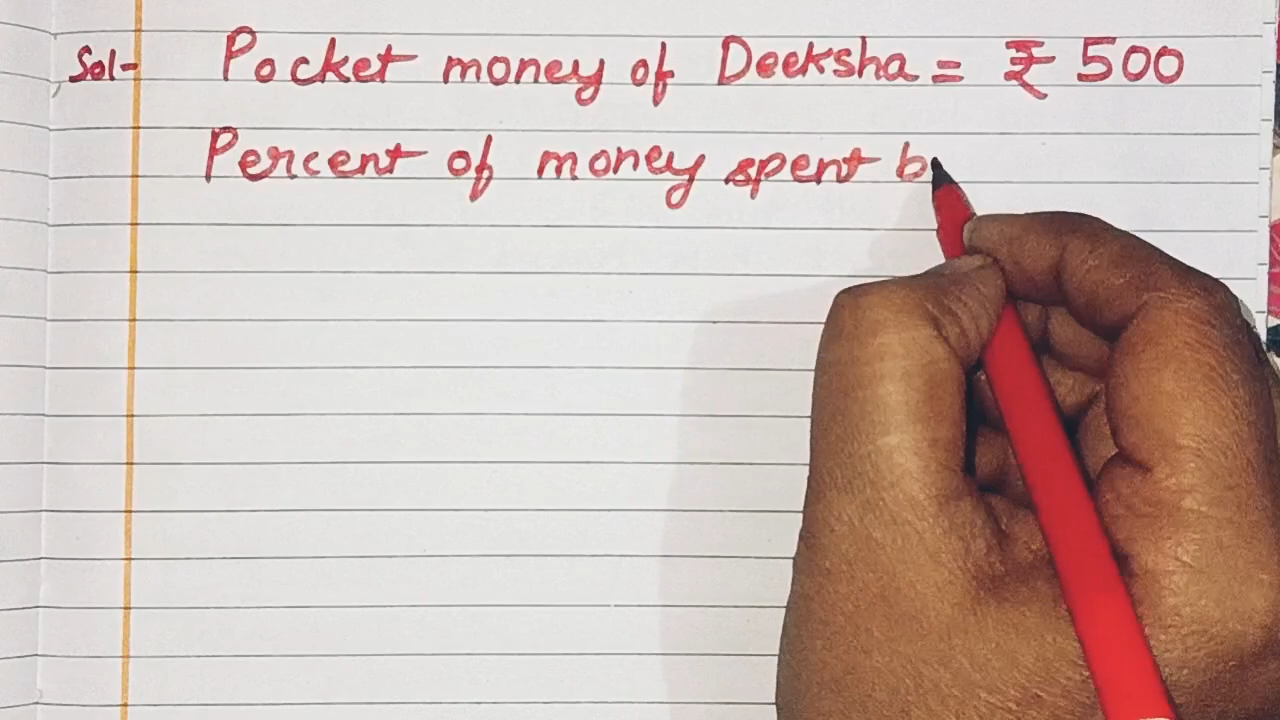 Sol- Pocket money of Deeksha = ₹ 500
Percent of money spent b